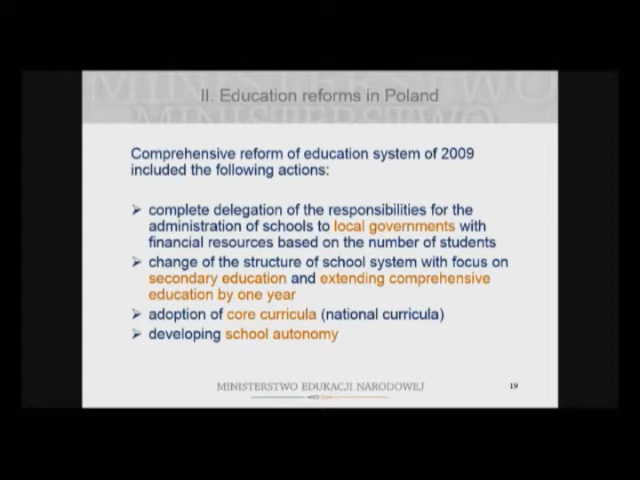 MINISTERSTWO
MINISTERSTWO
II. Education reforms in Poland
Comprehensive reform of education system of 2009
included the following actions:
➢ complete delegation of the responsibilities for the
administration of schools to local governments with
financial resources based on the number of students
➢ change of the structure of school system with focus on
secondary education and extending comprehensive
education by one year
➢ adoption of core curricula (national curricula)
➢ developing school autonomy
MINISTERSTWO EDUKACJI NARODOWEJ
19